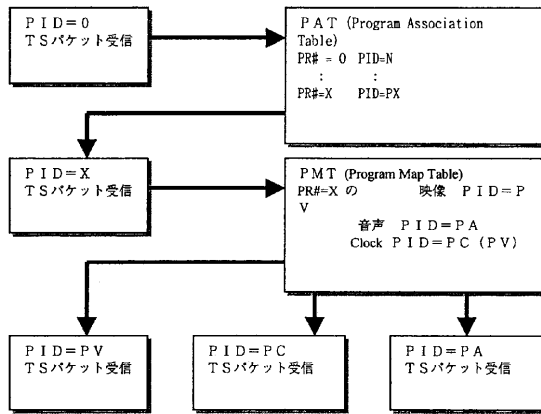 ＰＩＤ＝０
ＴＳパケット受信
ＰＡＴ (Program Association
Table)
PR# = 0 PID=N
: :
PR#=X PID=PX
ＰＩＤ＝Ｘ
ＴＳパケット受信
ＰＭＴ (Program Map Table)
PR#=X の 映像 ＰＩＤ＝Ｐ
Ｖ
音声 ＰＩＤ＝ＰＡ
Clock ＰＩＤ＝ＰＣ（ＰＶ）
ＰＩＤ＝ＰＶ
ＴＳパケット受信
ＰＩＤ＝ＰＣ
ＴＳパケット受信
ＰＩＤ＝ＰＡ
ＴＳパケット受信